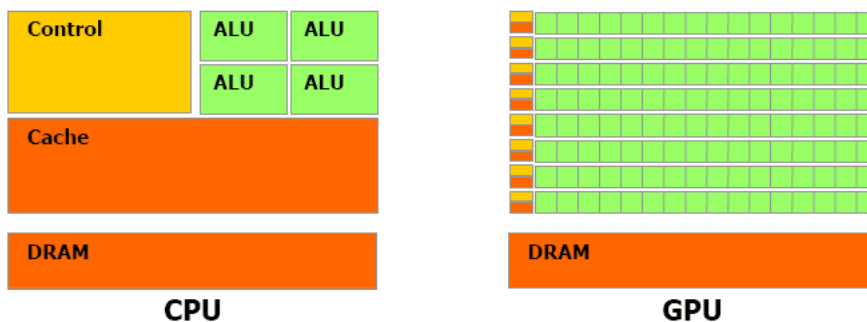 Control
ALU
ALU
ALU
ALU
Cache
DRAM
CPU
DRAM
GPU